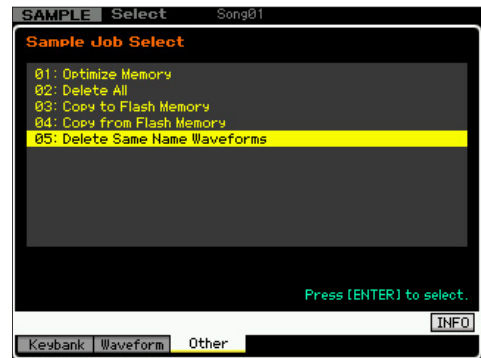 SAMPLE Select Song01
Sample Job Select
01: Optimize Memory
02: Delete All
03: Copy to Flash Memory
04: Copy from Flash Memory
05: Delete Same Name Waveforms
Press [ENTER] to select.
INFO
Keybank Waveform Other